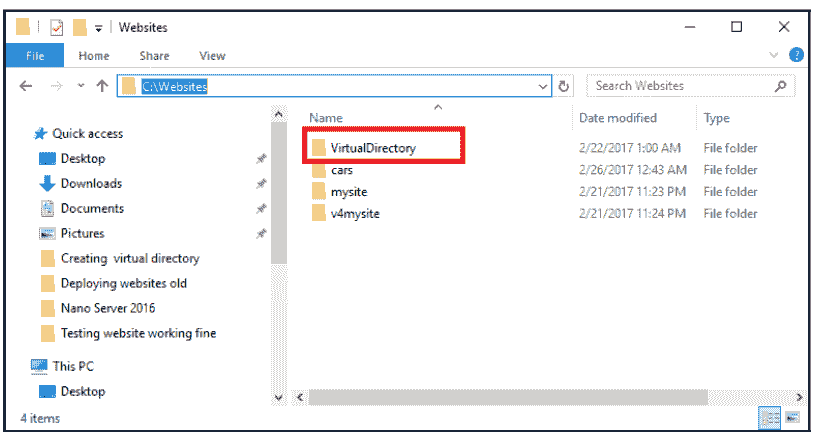 Websites
File Home Share View
C:\Websites Search Websites
Name Date modified Type
Quick access
Desktop
Downloads
Documents
Pictures
Creating virtual directory
Deploying websites old
Nano Server 2016
Testing website working fine
This PC
Desktop
VirtualDirectory 2/22/2017 1:00 AM File folder
cars 2/26/2017 12:43 AM File folder
mysite 2/21/2017 11:23 PM File folder
v4mysite 2/21/2017 11:24 PM File folder
4 items